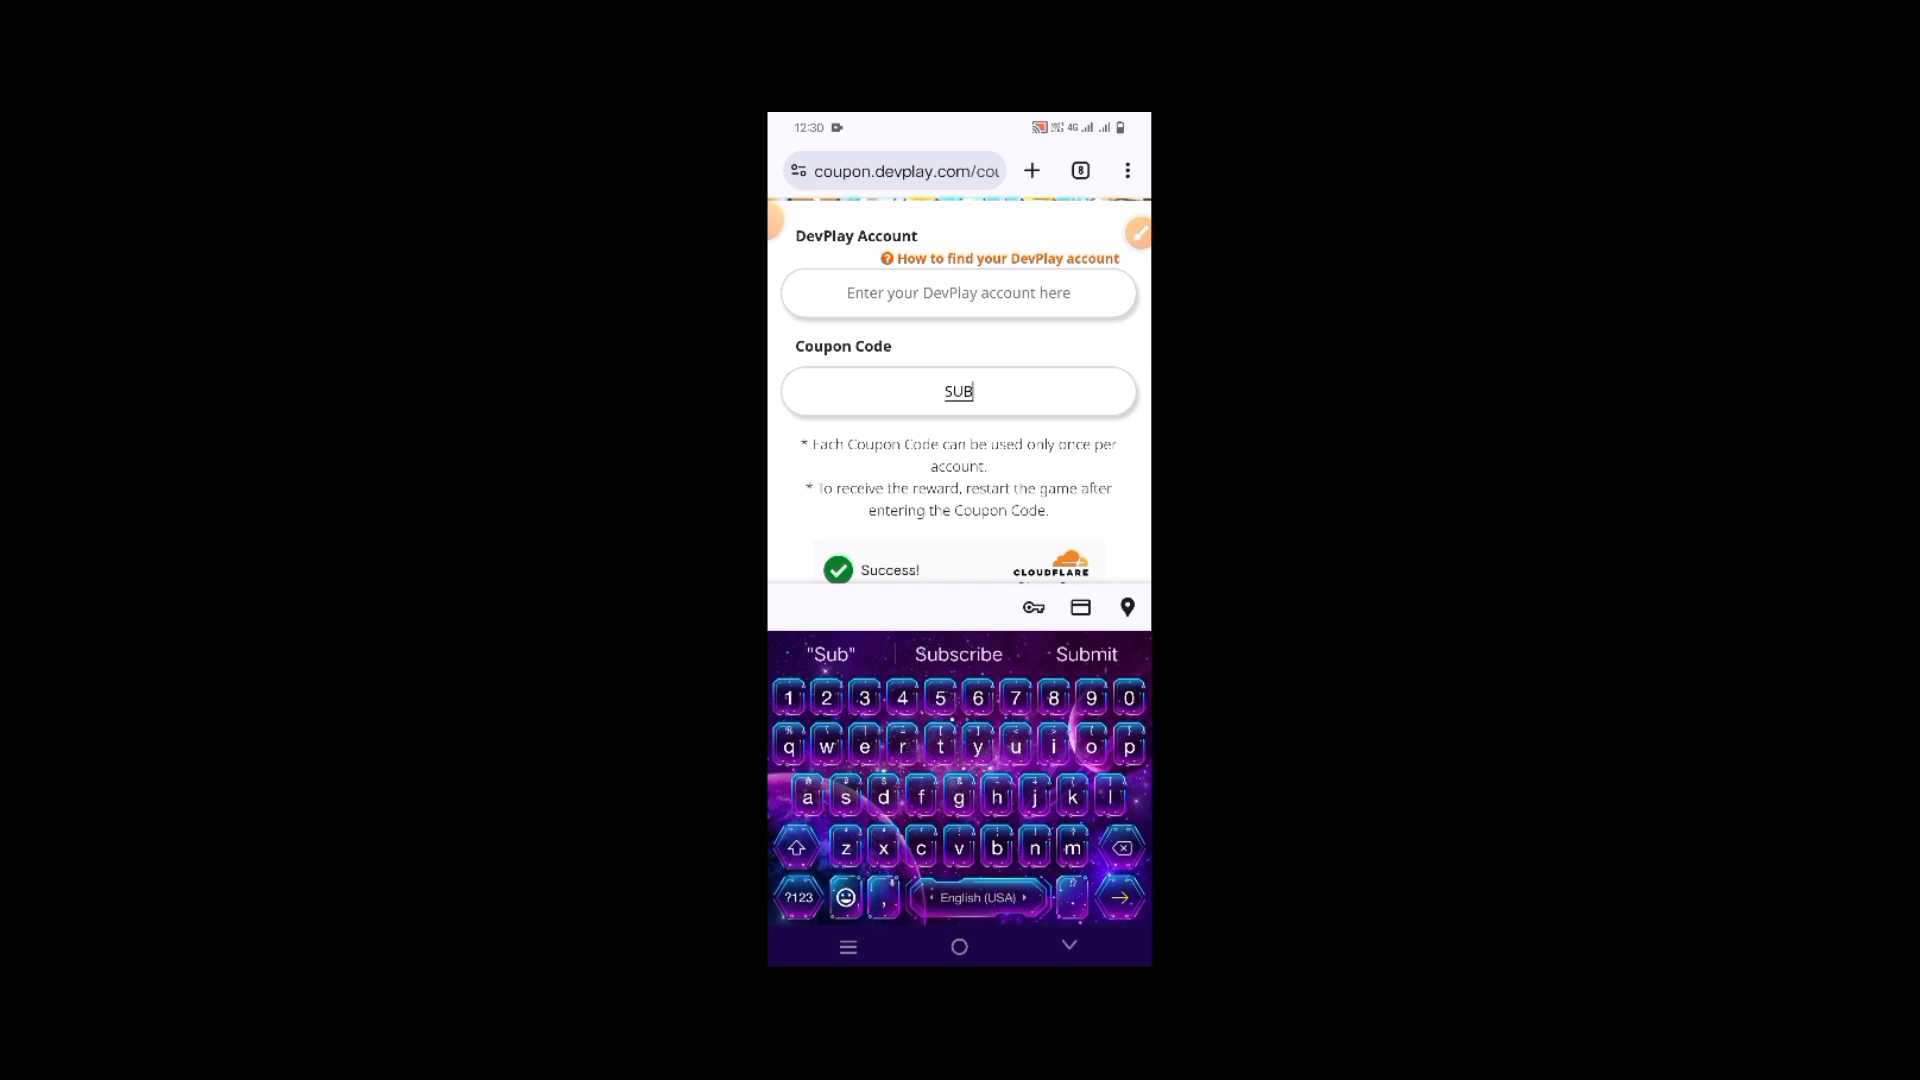 12:30
4G
coupon.devplay.com/cou
8
DevPlay Account
How to find your DevPlay account
Enter your DevPlay account here
Coupon Code
SUB
* Each Coupon Code can be used only once per
account.
* To receive the reward, restart the game after
entering the Coupon Code.
Success!
CLOUDFLARE
"Sub" Subscribe Submit
1 2 3 4 5 6 7 8 9 0
q w e r t y u i o p
a s d f g h j k l
z x c v b n m
?123 , English (USA) .